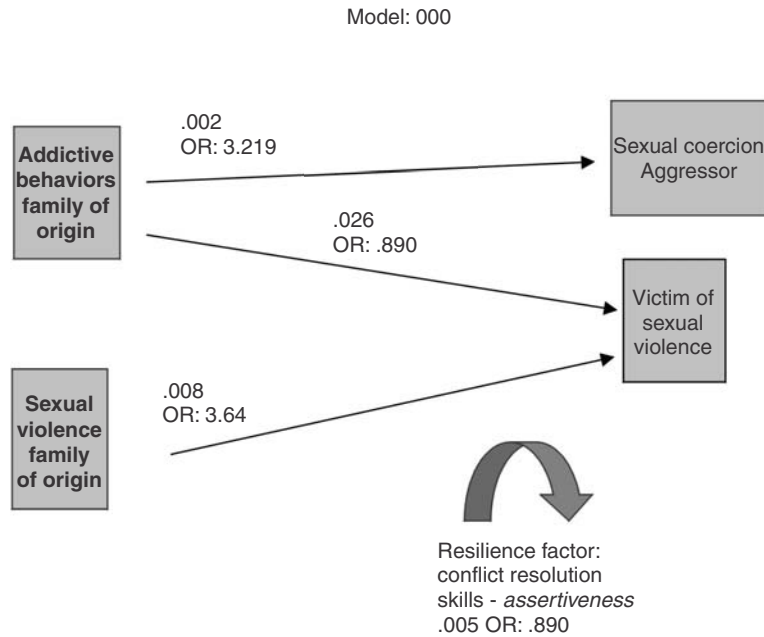 Model: 000
.002
OR: 3.219
Addictive
behaviors
family of
origin
Sexual coercion
Aggressor
.026
OR: .890
Victim of
sexual
violence
.008
OR: 3.64
Sexual
violence
family
of origin
Resilience factor:
conflict resolution
skills - assertiveness
.005 OR: .890